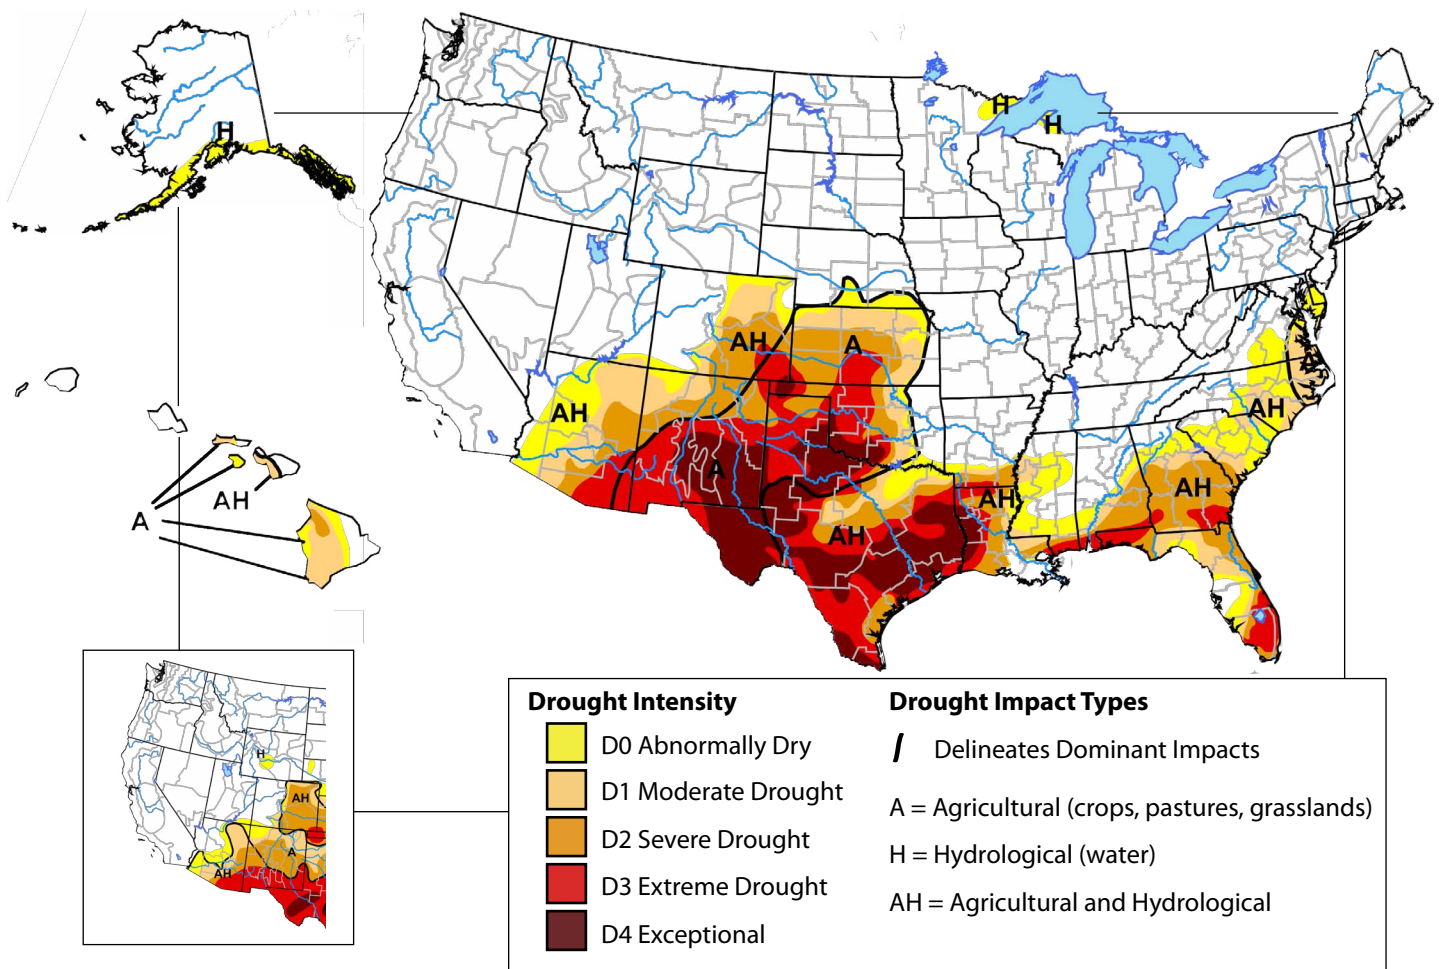 H
H
H
AH
A
AH
A
AH
A
AH
AH
AH
AH
A
AH
H
AH
A
AH
Drought Intensity
D0 Abnormally Dry
D1 Moderate Drought
D2 Severe Drought
D3 Extreme Drought
D4 Exceptional
Drought Impact Types
Delineates Dominant Impacts
A = Agricultural (crops, pastures, grasslands)
H = Hydrological (water)
AH = Agricultural and Hydrological